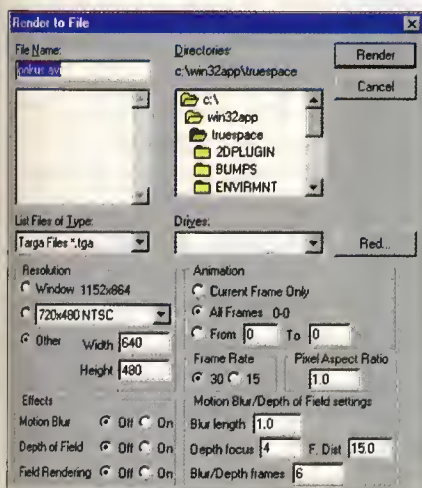 Render to File
File Name:
pokus.avi
Directories:
c:\win32app\truespace
Render
Cancel
c:\
win32app
truespace
2DPLUGIN
BUMPS
ENVIRMNT
List Files of Type:
Targa Files *.tga
Drives:
Red...
Resolution
Window 1152x864
720x480 NTSC
Other Width 640
Height 480
Animation
Current Frame Only
All Frames 0-0
From 0 To 0
Frame Rate
30 15
Pixel Aspect Ratio
1.0
Effects
Motion Blur Off On
Depth of Field Off On
Field Rendering Off On
Motion Blur/Depth of Field settings
Blur length 1.0
Depth focus 4 F. Dist 15.0
Blur/Depth frames 6